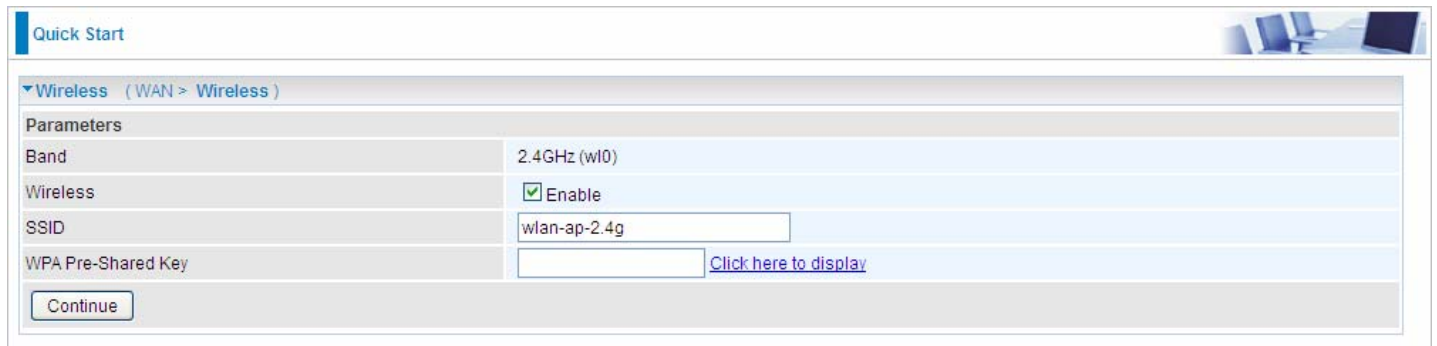 Quick Start
Wireless (WAN > Wireless)
Parameters
Band 2.4GHz (wl0)
Wireless Enable
SSID wlan-ap-2.4g
WPA Pre-Shared Key Click here to display
Continue